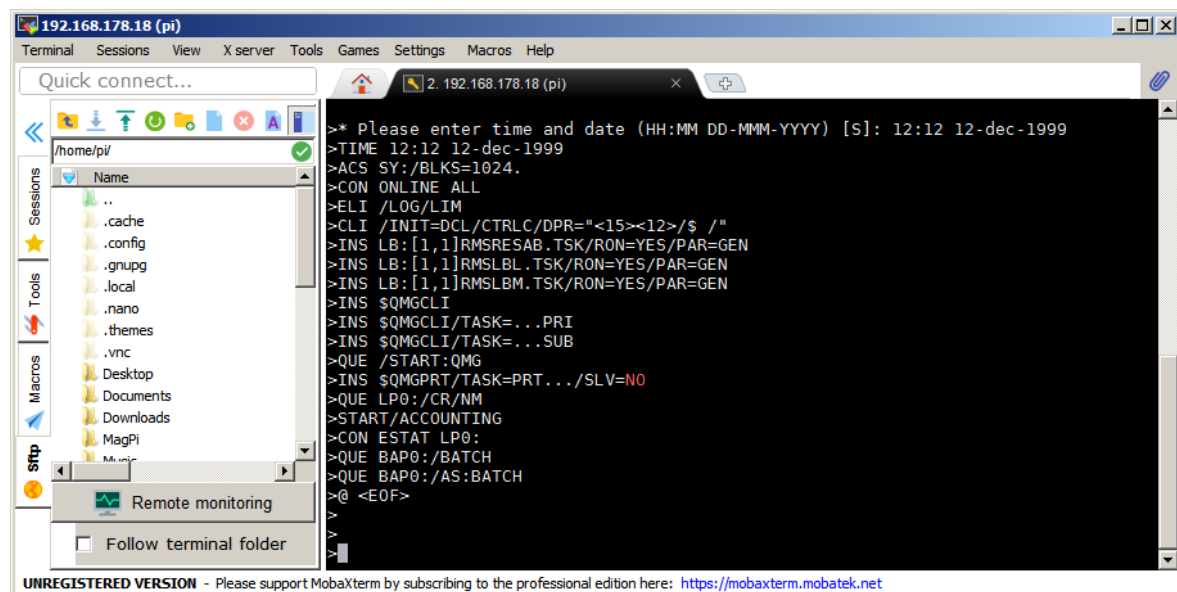 192.168.178.18 (pi)
Terminal Sessions View X server Tools Games Settings Macros Help
Quick connect...
2. 192.168.178.18 (pi)
/home/pi/
Name
..
.cache
.config
.gnupg
.local
.nano
.themes
.vnc
Desktop
Documents
Downloads
MagPi
Music
Sessions
Tools
Macros
Sftp
Remote monitoring
Follow terminal folder
>* Please enter time and date (HH:MM DD-MMM-YYYY) [S]: 12:12 12-dec-1999
>TIME 12:12 12-dec-1999
>ACS SY:/BLKS=1024.
>CON ONLINE ALL
>ELI /LOG/LIM
>CLI /INIT=DCL/CTRLC/DPR="<15><12>/$ /"
>INS LB:[1,1]RMSRESAB.TSK/RON=YES/PAR=GEN
>INS LB:[1,1]RMSLBL.TSK/RON=YES/PAR=GEN
>INS LB:[1,1]RMSLBM.TSK/RON=YES/PAR=GEN
>INS $QMGCLI
>INS $QMGCLI/TASK=...PRI
>INS $QMGCLI/TASK=...SUB
>QUE /START:QMG
>INS $QMGPRT/TASK=PRT.../SLV=NO
>QUE LP0:/CR/NM
>START/ACCOUNTING
>CON ESTAT LP0:
>QUE BAP0:/BATCH
>QUE BAP0:/AS:BATCH
>@ <EOF>
>
>
>
UNREGISTERED VERSION - Please support MobaXterm by subscribing to the professional edition here: https://mobaxterm.mobatek.net